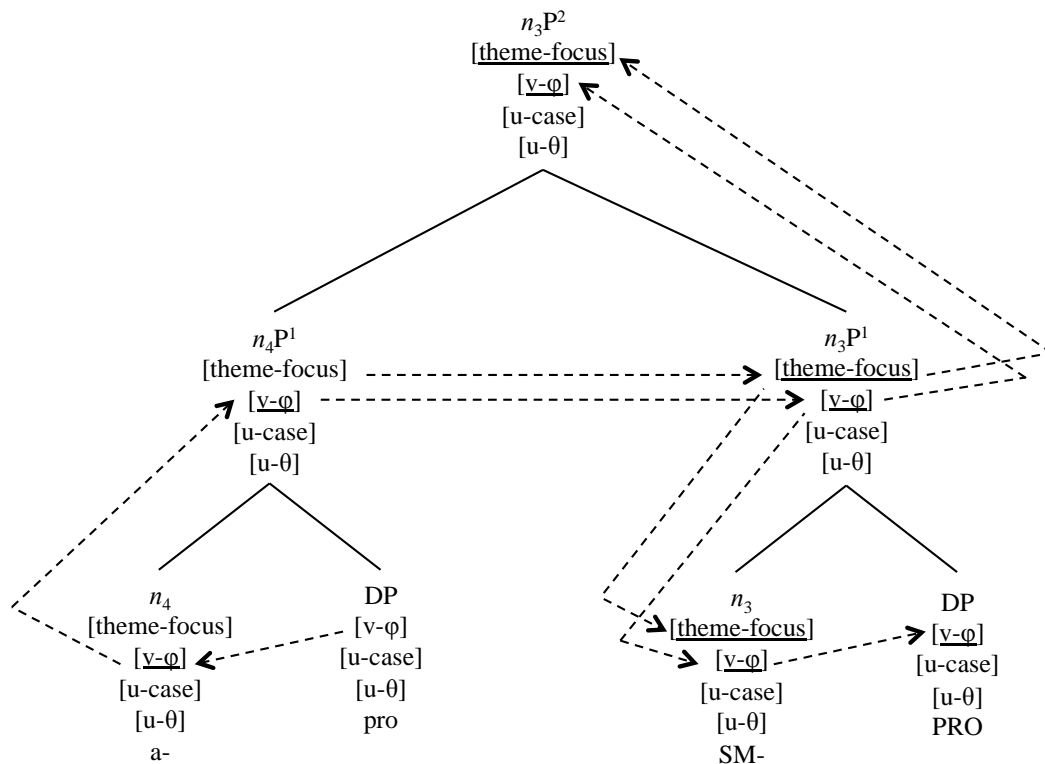 n₃P²
[theme-focus]
[v-φ]
[u-case]
[u-θ]
n₄P¹
[theme-focus]
[v-φ]
[u-case]
[u-θ]
n₃P¹
[theme-focus]
[v-φ]
[u-case]
[u-θ]
n₄
[theme-focus]
[v-φ]
[u-case]
[u-θ]
a-
DP
[v-φ]
[u-case]
[u-θ]
pro
n₃
[theme-focus]
[v-φ]
[u-case]
[u-θ]
SM-
DP
[v-φ]
[u-case]
[u-θ]
PRO